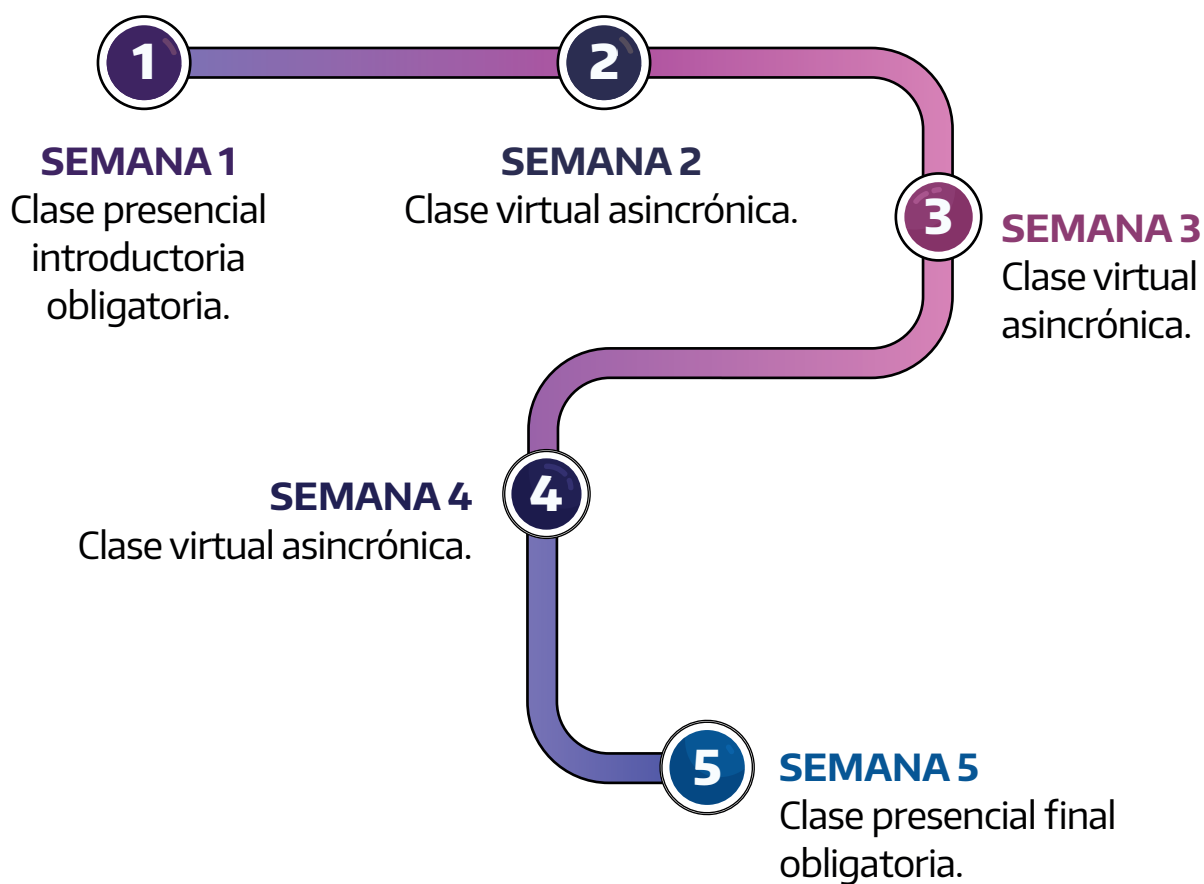 1
SEMANA 1
Clase presencial
introductoria
obligatoria.
2
SEMANA 2
Clase virtual asincrónica.
3
SEMANA 3
Clase virtual
asincrónica.
4
SEMANA 4
Clase virtual asincrónica.
5
SEMANA 5
Clase presencial final
obligatoria.